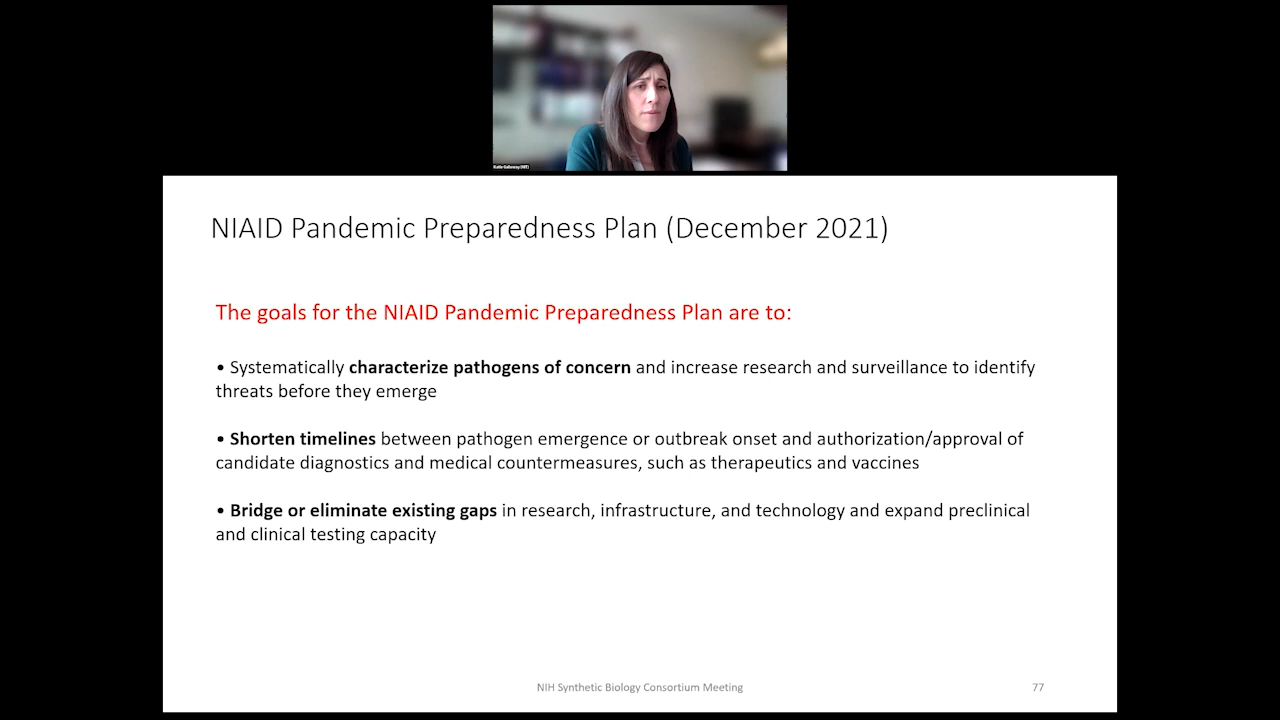 Katie Galloway (MIT)
NIAID Pandemic Preparedness Plan (December 2021)
The goals for the NIAID Pandemic Preparedness Plan are to:
• Systematically characterize pathogens of concern and increase research and surveillance to identify
threats before they emerge
• Shorten timelines between pathogen emergence or outbreak onset and authorization/approval of
candidate diagnostics and medical countermeasures, such as therapeutics and vaccines
• Bridge or eliminate existing gaps in research, infrastructure, and technology and expand preclinical
and clinical testing capacity
NIH Synthetic Biology Consortium Meeting
77